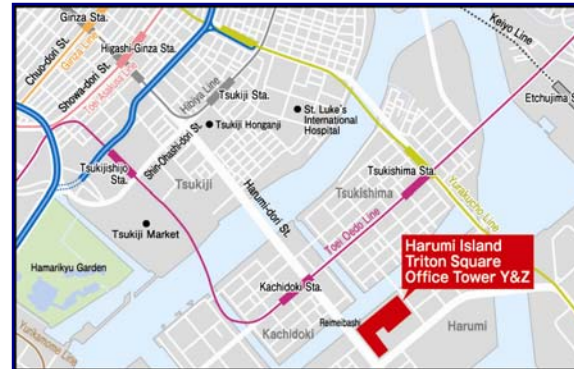 Ginza Sta.
Higashi-Ginza Sta.
Chuo-dori St.
Ginza Line
Showa-dori St.
Toei Asakusa Line
Hibiya Line
Tsukiji Sta.
Keiyo Line
Etchujima St.
St. Luke's
International
Hospital
Tsukiji Honganji
Shin-Ohashi-dori St.
Tsukijishijo
Sta.
Tsukiji
Tsukishima Sta.
Tsukishima
Yurakucho Line
Harumi-dori St.
Toei Oedo Line
Tsukiji Market
Hamarikyu Garden
Harumi Island
Triton Square
Office Tower Y&Z
Kachidoki Sta.
Reimeibashi
Kachidoki
Harumi
Yurikamome Line